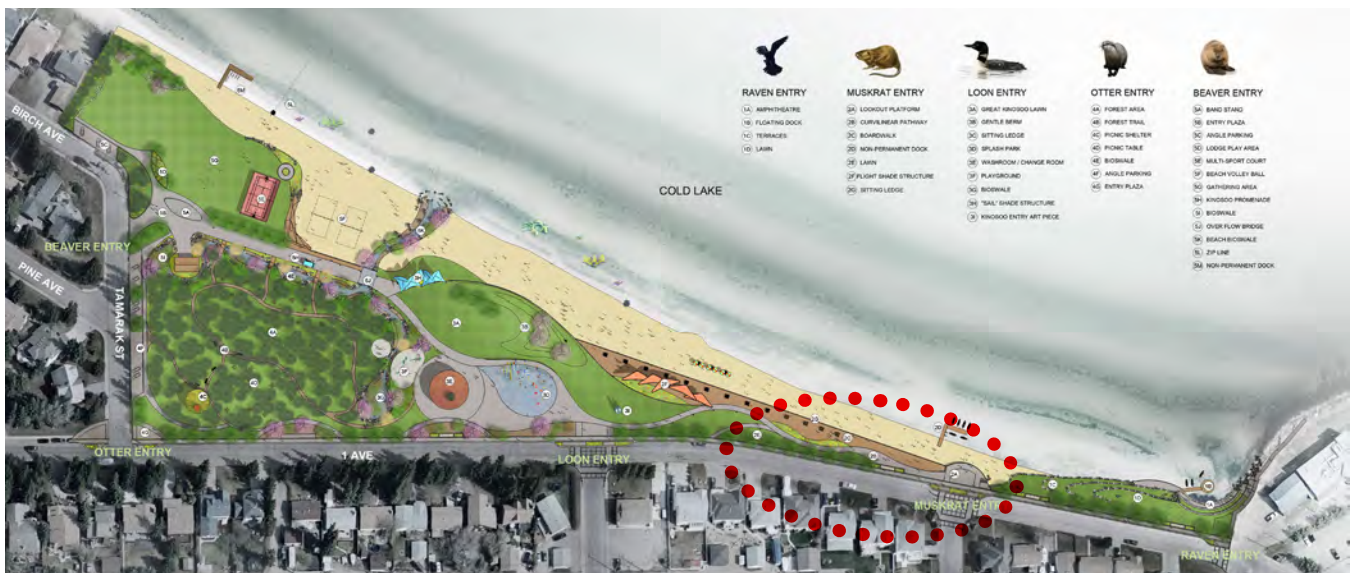 RAVEN ENTRY
1A AMPHITHEATRE
1B FLOATING DOCK
1C TERRACES
1D LAWN
MUSKRAT ENTRY
2A LOOKOUT PLATFORM
2B CURVILINEAR PATHWAY
2C BOARDWALK
2D NON-PERMANENT DOCK
2E LAWN
2F FLIGHT SHADE STRUCTURE
2G SITTING LEDGE
LOON ENTRY
3A GREAT KINOSOO LAWN
3B GENTLE BERM
3C SITTING LEDGE
3D SPLASH PARK
3E WASHROOM / CHANGE ROOM
3F PLAYGROUND
3G BIOSWALE
3H "SAIL" SHADE STRUCTURE
3I KINOSOO ENTRY ART PIECE
OTTER ENTRY
4A FOREST AREA
4B FOREST TRAIL
4C PICNIC SHELTER
4D PICNIC TABLE
4E BIOSWALE
4F ANGLE PARKING
4G ENTRY PLAZA
BEAVER ENTRY
5A BAND STAND
5B ENTRY PLAZA
5C ANGLE PARKING
5D LODGE PLAY AREA
5E MULTI-SPORT COURT
5F BEACH VOLLEY BALL
5G GATHERING AREA
5H KINOSOO PROMENADE
5I BIOSWALE
5J OVER FLOW BRIDGE
5K BEACH BIOSWALE
5L ZIP LINE
5M NON-PERMANENT DOCK
COLD LAKE
BIRCH AVE
BEAVER ENTRY
PINE AVE
TAMARAK ST
OTTER ENTRY
1 AVE
LOON ENTRY
MUSKRAT ENTRY
RAVEN ENTRY